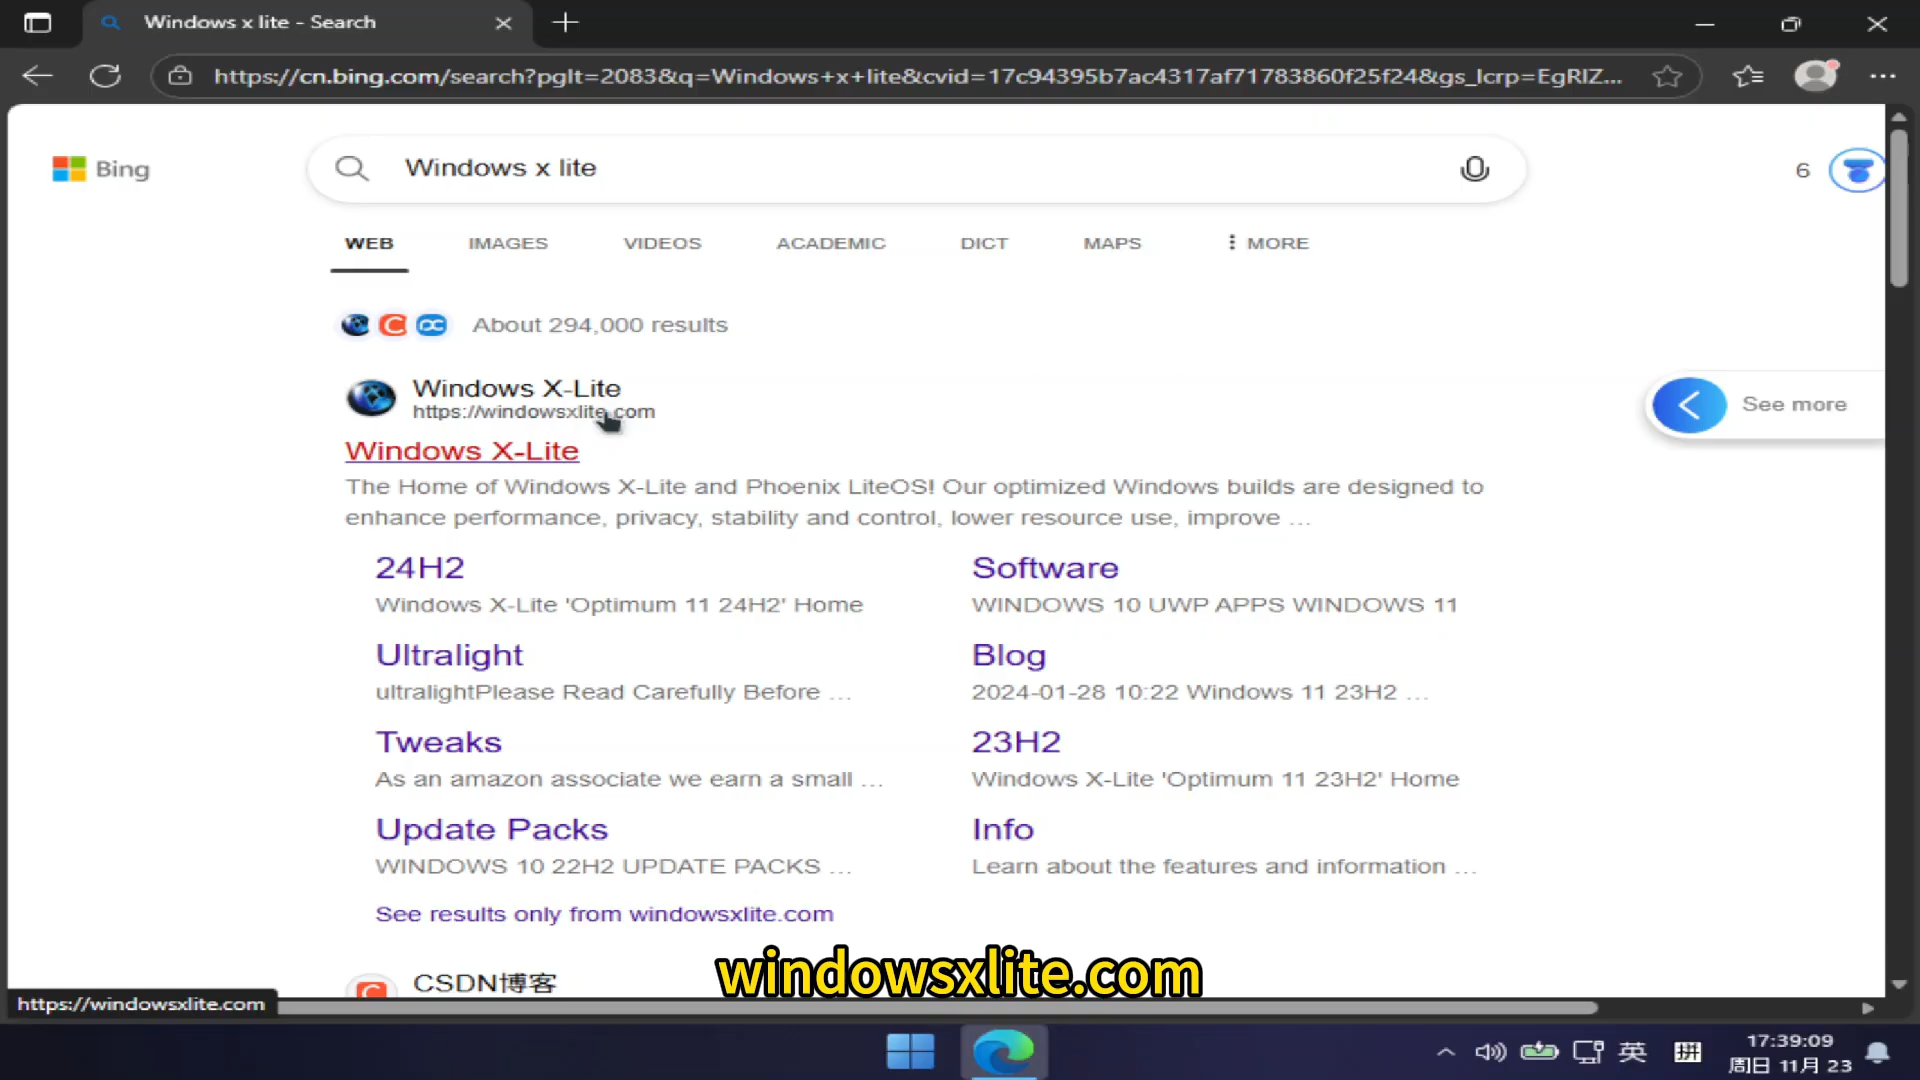 Windows x lite - Search
https://cn.bing.com/search?pglt=2083&q=Windows+x+lite&cvid=17c94395b7ac4317af71783860f25f24&gs_lcrp=EgRlZ...
Bing
Windows x lite
6
WEB
IMAGES
VIDEOS
ACADEMIC
DICT
MAPS
MORE
About 294,000 results
Windows X-Lite
https://windowsxlite.com
See more
Windows X-Lite
The Home of Windows X-Lite and Phoenix LiteOS! Our optimized Windows builds are designed to
enhance performance, privacy, stability and control, lower resource use, improve ...
24H2
Windows X-Lite 'Optimum 11 24H2' Home
Software
WINDOWS 10 UWP APPS WINDOWS 11
Ultralight
ultralightPlease Read Carefully Before ...
Blog
2024-01-28 10:22 Windows 11 23H2 ...
Tweaks
As an amazon associate we earn a small ...
23H2
Windows X-Lite 'Optimum 11 23H2' Home
Update Packs
WINDOWS 10 22H2 UPDATE PACKS ...
Info
Learn about the features and information ...
See results only from windowsxlite.com
CSDN博客
windowsxlite.com
https://windowsxlite.com
英
拼
17:39:09
周日 11月 23